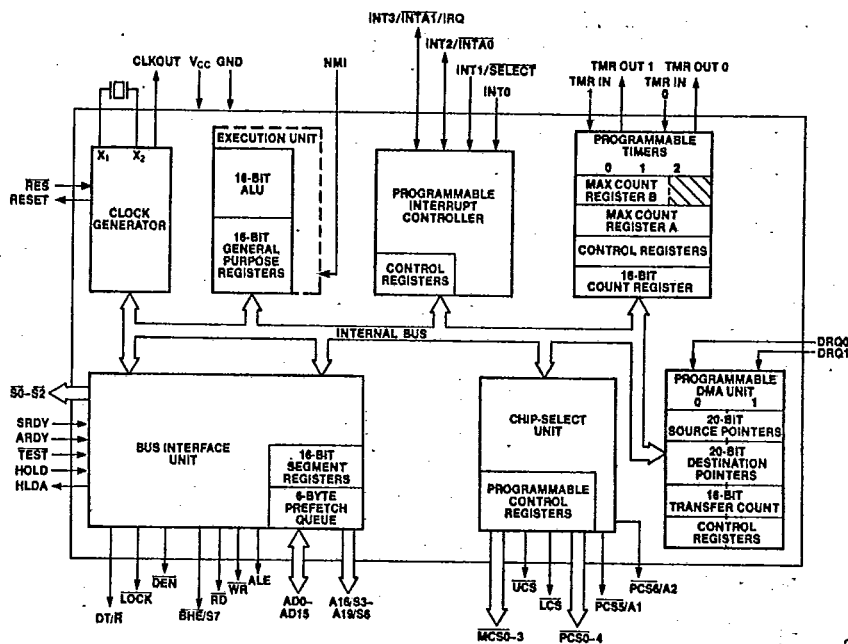 INT3/INTA1/IRQ
INT2/INTA0
INT1/SELECT
INT0
CLKOUT
VCC
GND
NMI
TMR OUT 1
TMR OUT 0
TMR IN 1
TMR IN 0
X1
X2
CLOCK GENERATOR
RES
RESET
EXECUTION UNIT
16-BIT
ALU
16-BIT
GENERAL
PURPOSE
REGISTERS
PROGRAMMABLE
INTERRUPT
CONTROLLER
CONTROL
REGISTERS
PROGRAMMABLE
TIMERS
0 1 2
MAX COUNT
REGISTER B
MAX COUNT
REGISTER A
CONTROL REGISTERS
16-BIT
COUNT REGISTER
INTERNAL BUS
DRQ0
DRQ1
S0–S2
SRDY
ARDY
TEST
HOLD
HLDA
BUS INTERFACE
UNIT
16-BIT
SEGMENT
REGISTERS
6-BYTE
PREFETCH
QUEUE
CHIP-SELECT
UNIT
PROGRAMMABLE
CONTROL
REGISTERS
PROGRAMMABLE
DMA UNIT
0 1
20-BIT
SOURCE POINTERS
20-BIT
DESTINATION
POINTERS
16-BIT
TRANSFER COUNT
CONTROL
REGISTERS
DT/R
LOCK
DEN
BHE/S7
RD
WR
ALE
AD0–
AD15
A16/S3–
A19/S6
MCS0-3
UCS
LCS
PCS0-4
PCS5/A1
PCS6/A2